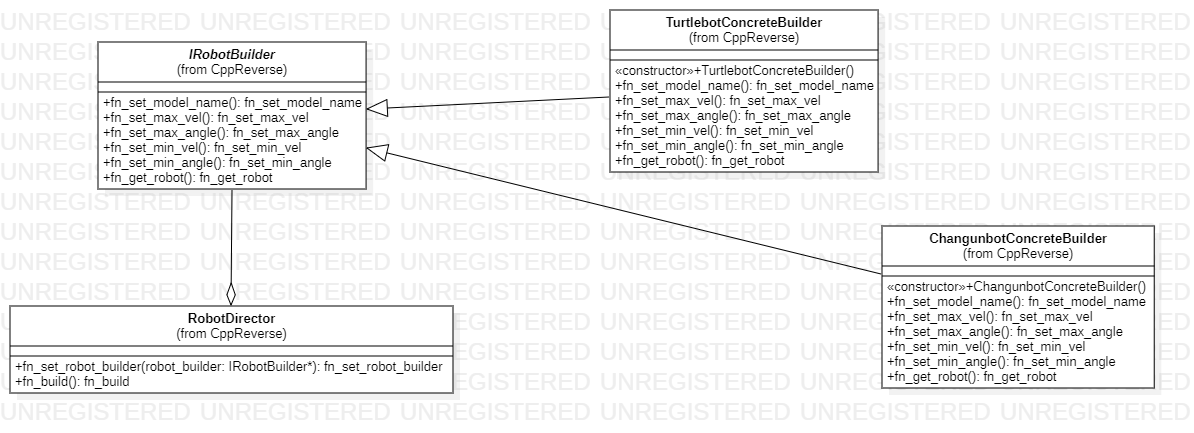 IRobotBuilder
(from CppReverse)
+fn_set_model_name(): fn_set_model_name
+fn_set_max_vel(): fn_set_max_vel
+fn_set_max_angle(): fn_set_max_angle
+fn_set_min_vel(): fn_set_min_vel
+fn_set_min_angle(): fn_set_min_angle
+fn_get_robot(): fn_get_robot
TurtlebotConcreteBuilder
(from CppReverse)
«constructor»+TurtlebotConcreteBuilder()
+fn_set_model_name(): fn_set_model_name
+fn_set_max_vel(): fn_set_max_vel
+fn_set_max_angle(): fn_set_max_angle
+fn_set_min_vel(): fn_set_min_vel
+fn_set_min_angle(): fn_set_min_angle
+fn_get_robot(): fn_get_robot
ChangunbotConcreteBuilder
(from CppReverse)
«constructor»+ChangunbotConcreteBuilder()
+fn_set_model_name(): fn_set_model_name
+fn_set_max_vel(): fn_set_max_vel
+fn_set_max_angle(): fn_set_max_angle
+fn_set_min_vel(): fn_set_min_vel
+fn_set_min_angle(): fn_set_min_angle
+fn_get_robot(): fn_get_robot
RobotDirector
(from CppReverse)
+fn_set_robot_builder(robot_builder: IRobotBuilder*): fn_set_robot_builder
+fn_build(): fn_build
UNREGISTERED UNREGISTERED UNREGISTERED UNREGISTERED UNREGISTERED UNREGISTERED